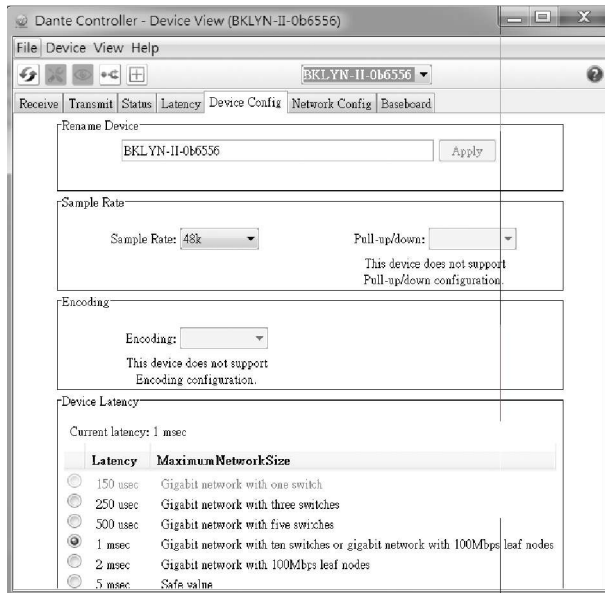 Dante Controller - Device View (BKLYN-II-0b6556)
File Device View Help
BKLYN-II-0b6556
Receive Transmit Status Latency Device Config Network Config Baseboard
Rename Device
BKLYN-II-0b6556 Apply
Sample Rate
Sample Rate: 48k Pull-up/down:
This device does not support
Pull-up/down configuration.
Encoding
Encoding:
This device does not support
Encoding configuration.
Device Latency
Current latency: 1 msec
Latency MaximumNetworkSize
150 usec Gigabit network with one switch
250 usec Gigabit network with three switches
500 usec Gigabit network with five switches
1 msec Gigabit network with ten switches or gigabit network with 100Mbps leaf nodes
2 msec Gigabit network with 100Mbps leaf nodes
5 msec Safe value